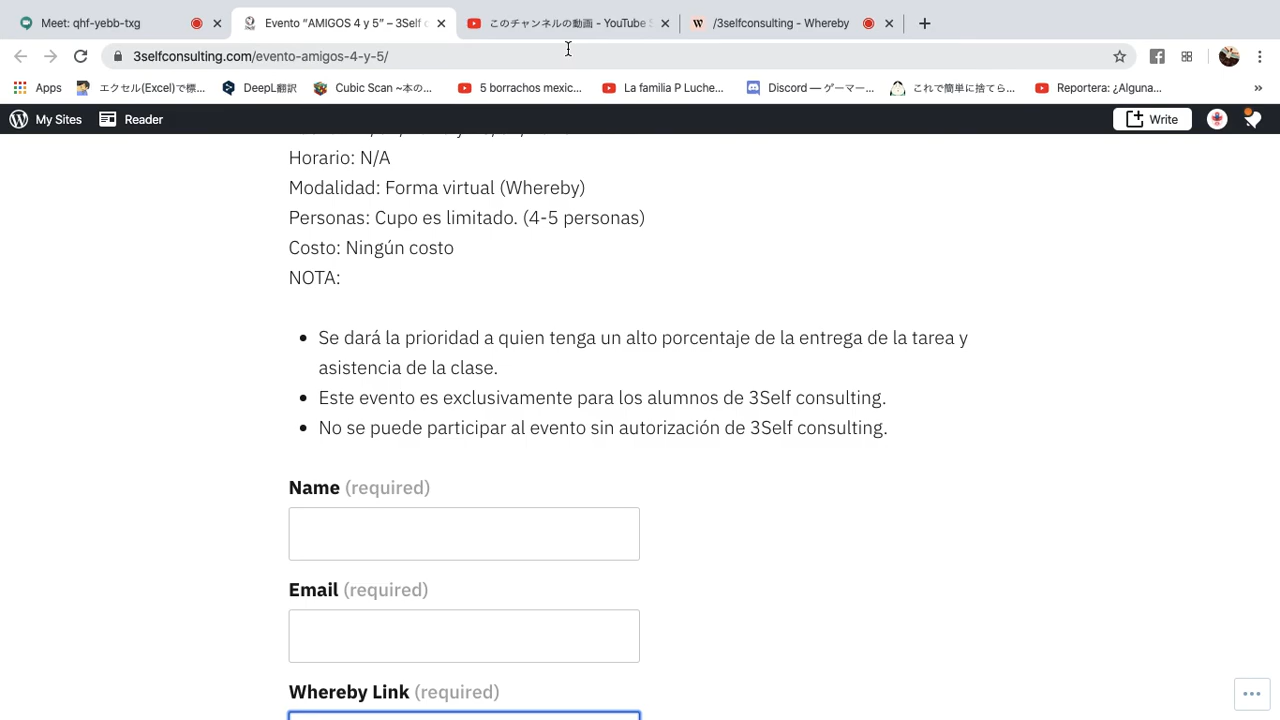 Meet: qhf-yebb-txg
Evento “AMIGOS 4 y 5” – 3Self c
このチャンネルの動画 - YouTube S
/3selfconsulting - Whereby
3selfconsulting.com/evento-amigos-4-y-5/
Apps
エクセル(Excel)で標...
DeepL翻訳
Cubic Scan ~本の...
5 borrachos mexic...
La familia P Luche...
Discord — ゲーマー...
これで簡単に捨てら...
Reportera: ¿Alguna...
My Sites
Reader
Write
Horario: N/A
Modalidad: Forma virtual (Whereby)
Personas: Cupo es limitado. (4-5 personas)
Costo: Ningún costo
NOTA:
Se dará la prioridad a quien tenga un alto porcentaje de la entrega de la tarea y
asistencia de la clase.
Este evento es exclusivamente para los alumnos de 3Self consulting.
No se puede participar al evento sin autorización de 3Self consulting.
Name (required)
Email (required)
Whereby Link (required)